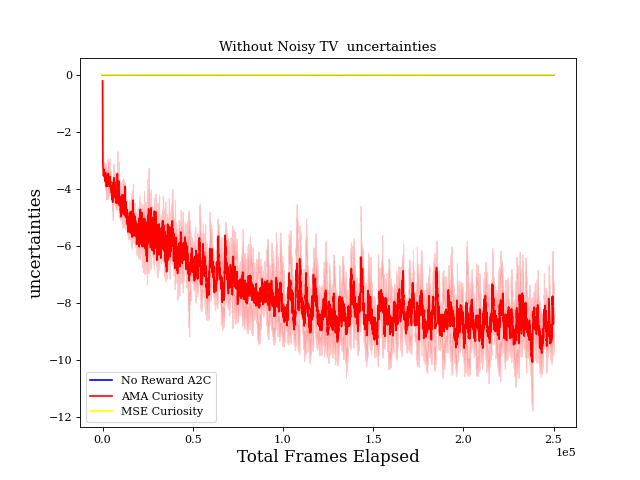 Without Noisy TV  uncertainties
uncertainties
0
−2
−4
−6
−8
−10
−12
No Reward A2C
AMA Curiosity
MSE Curiosity
0.0 0.5 1.0 1.5 2.0 2.5
1e5
Total Frames Elapsed